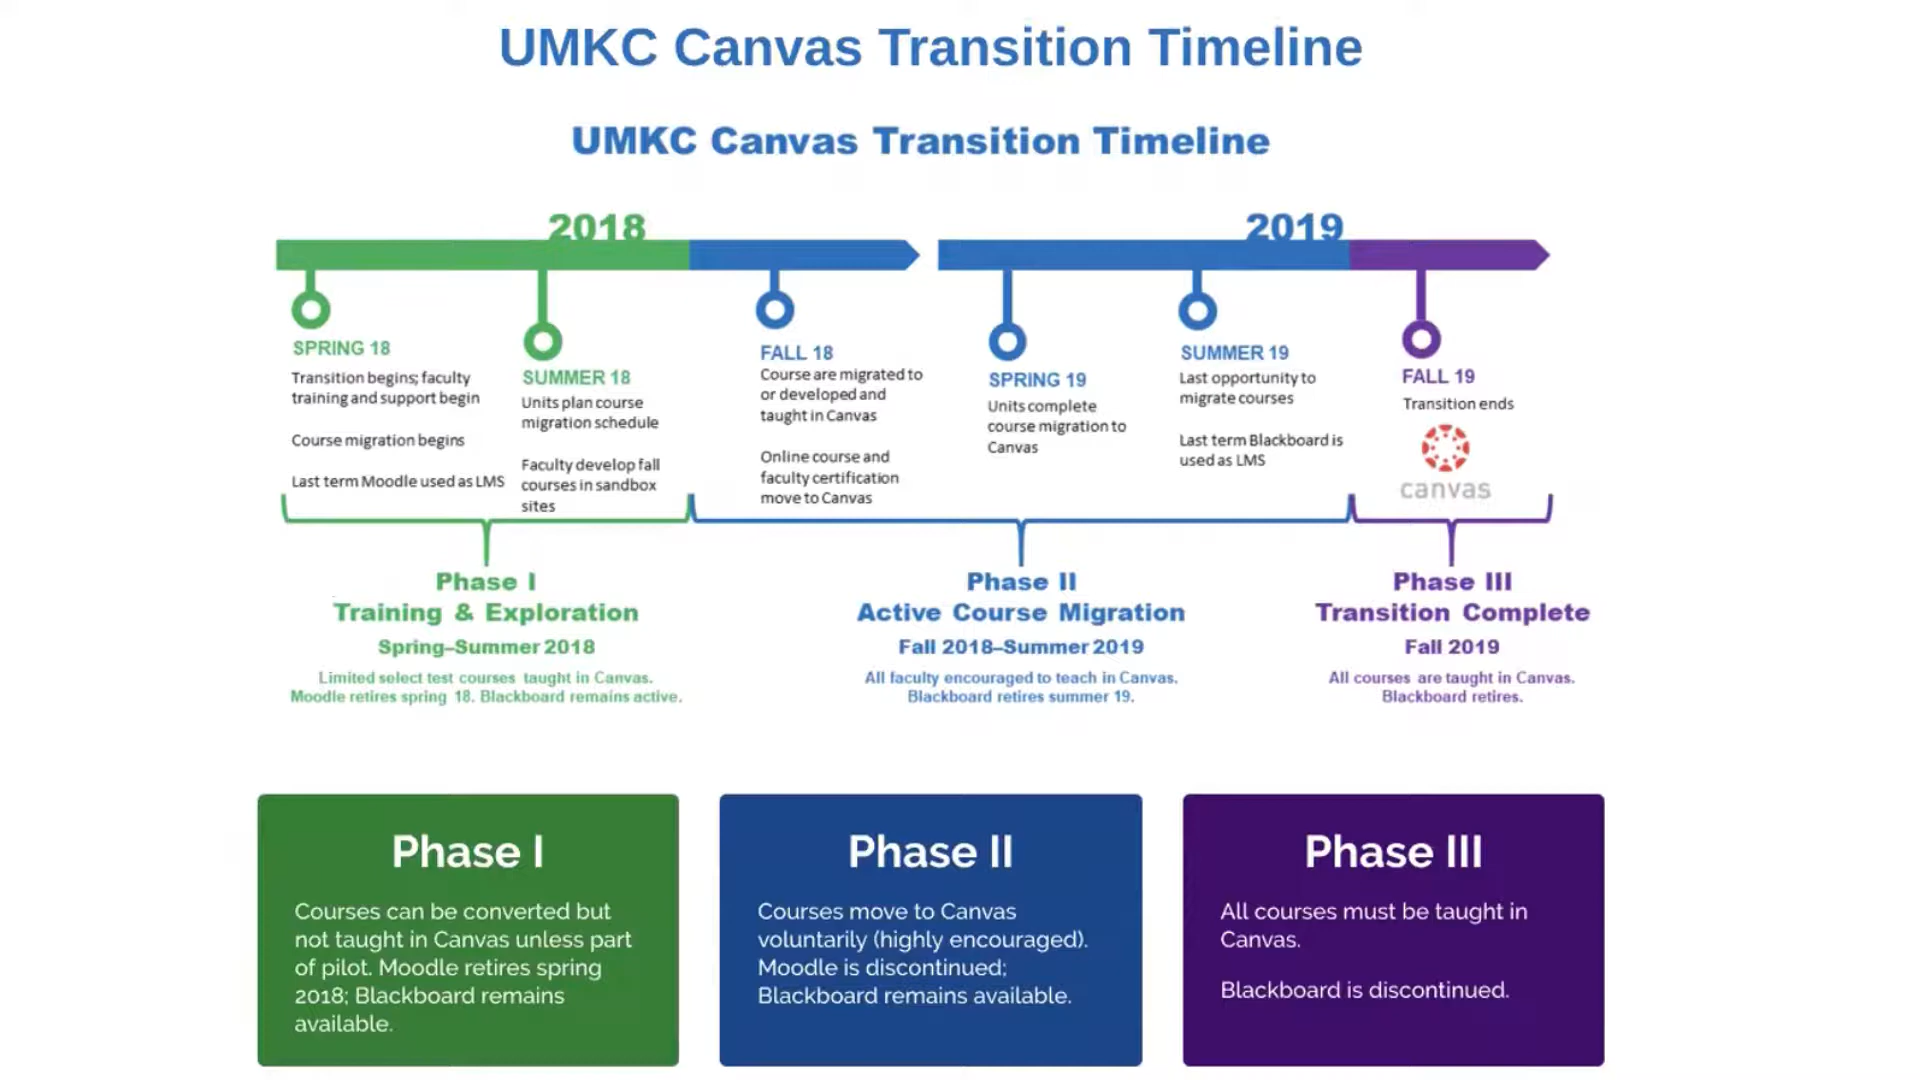 UMKC Canvas Transition Timeline
UMKC Canvas Transition Timeline
2018
2019
SPRING 18
Transition begins; faculty
training and support begin
Course migration begins
Last term Moodle used as LMS
SUMMER 18
Units plan course
migration schedule
Faculty develop fall
courses in sandbox
sites
FALL 18
Course are migrated to
or developed and
taught in Canvas
Online course and
faculty certification
move to Canvas
SPRING 19
Units complete
course migration to
Canvas
SUMMER 19
Last opportunity to
migrate courses
Last term Blackboard is
used as LMS
FALL 19
Transition ends
canvas
Phase I
Training & Exploration
Spring–Summer 2018
Limited select test courses taught in Canvas.
Moodle retires spring 18. Blackboard remains active.
Phase II
Active Course Migration
Fall 2018–Summer 2019
All faculty encouraged to teach in Canvas.
Blackboard retires summer 19.
Phase III
Transition Complete
Fall 2019
All courses are taught in Canvas.
Blackboard retires.
Phase I
Courses can be converted but
not taught in Canvas unless part
of pilot. Moodle retires spring
2018; Blackboard remains
available.
Phase II
Courses move to Canvas
voluntarily (highly encouraged).
Moodle is discontinued;
Blackboard remains available.
Phase III
All courses must be taught in
Canvas.
Blackboard is discontinued.